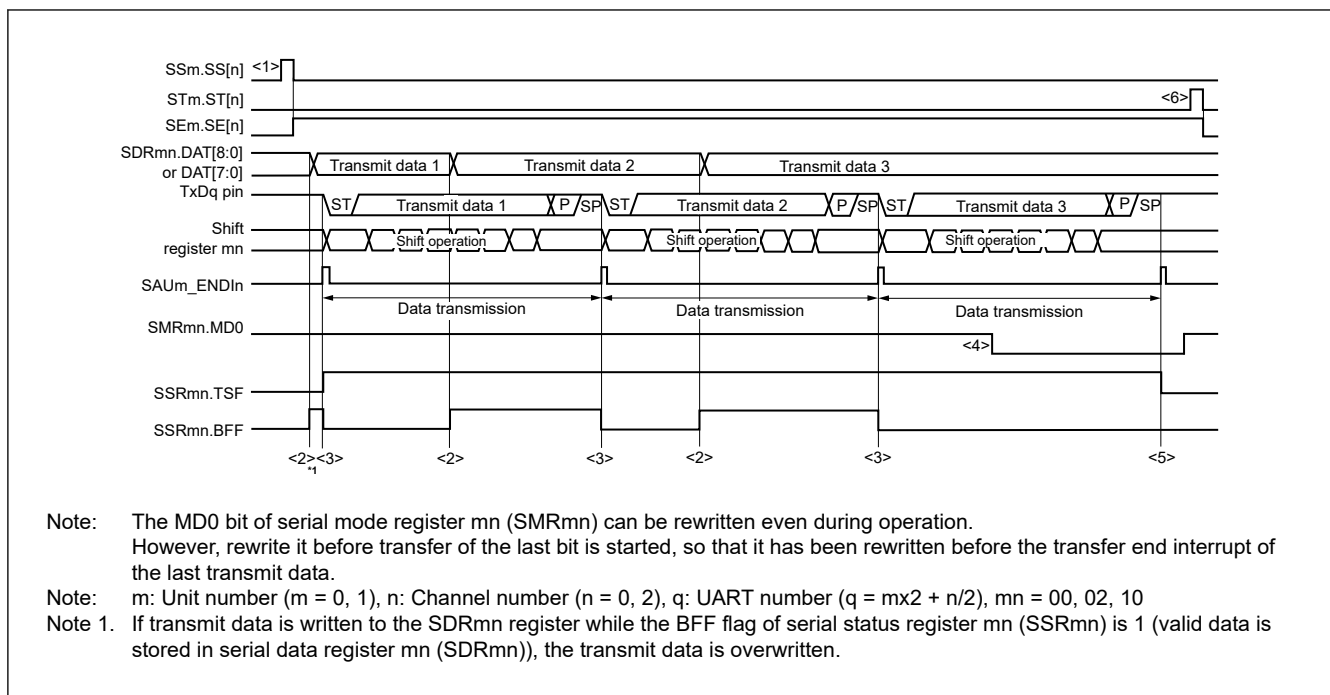 SSm.SS[n] <1>
STm.ST[n] <6>
SEm.SE[n]
SDRmn.DAT[8:0] Transmit data 1 Transmit data 2 Transmit data 3
or DAT[7:0]
TxDq pin ST Transmit data 1 P SP ST Transmit data 2 P SP ST Transmit data 3 P SP
Shift Shift operation Shift operation Shift operation
register mn
SAUm_ENDIn
Data transmission Data transmission Data transmission
SMRmn.MD0
<4>
SSRmn.TSF
SSRmn.BFF
<2> <3> <2> <3> <2> <3> <5>
*1
Note: The MD0 bit of serial mode register mn (SMRmn) can be rewritten even during operation.
However, rewrite it before transfer of the last bit is started, so that it has been rewritten before the transfer end interrupt of
the last transmit data.
Note: m: Unit number (m = 0, 1), n: Channel number (n = 0, 2), q: UART number (q = mx2 + n/2), mn = 00, 02, 10
Note 1. If transmit data is written to the SDRmn register while the BFF flag of serial status register mn (SSRmn) is 1 (valid data is
stored in serial data register mn (SDRmn)), the transmit data is overwritten.